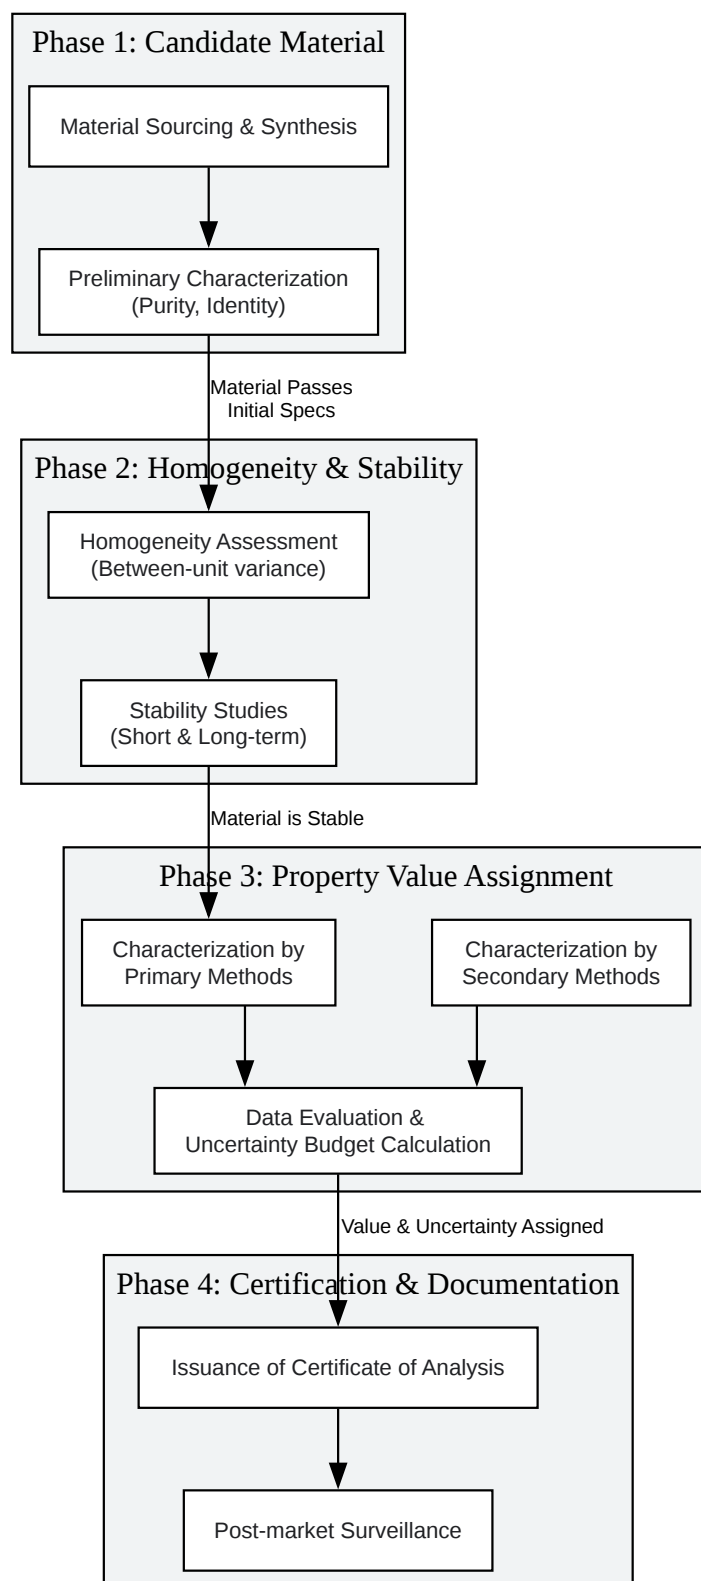 Phase 1: Candidate Material
Material Sourcing & Synthesis
Preliminary Characterization
(Purity, Identity)
Material Passes
Initial Specs
Phase 2: Homogeneity & Stability
Homogeneity Assessment
(Between-unit variance)
Stability Studies
(Short & Long-term)
Material is Stable
Phase 3: Property Value Assignment
Characterization by
Primary Methods
Characterization by
Secondary Methods
Data Evaluation &
Uncertainty Budget Calculation
Value & Uncertainty Assigned
Phase 4: Certification & Documentation
Issuance of Certificate of Analysis
Post-market Surveillance